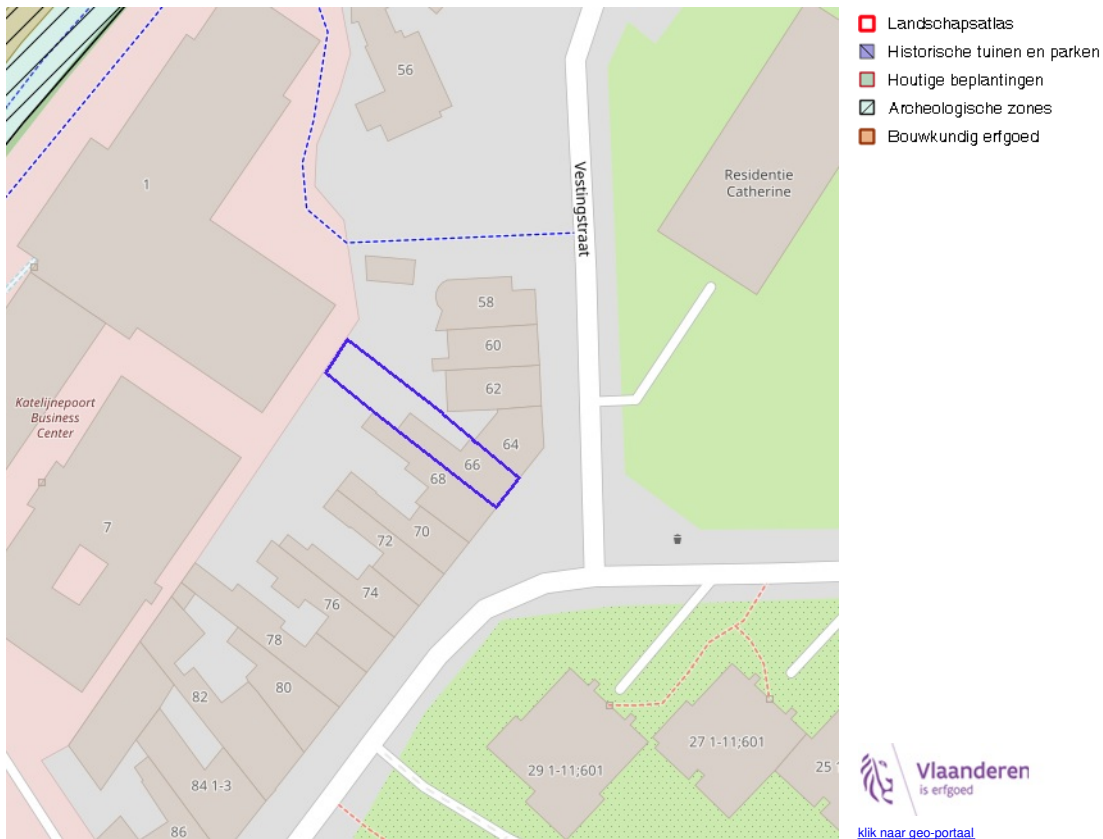 Landschapsatlas
Historische tuinen en parken
Houtige beplantingen
Archeologische zones
Bouwkundig erfgoed
56
1
Residentie
Catherine
Vestingstraat
58
60
62
Katelijnepoort
Business
Center
64
66
68
7
70
72
74
76
78
80
82
84 1-3
86
29 1-11;601
27 1-11;601
Vlaanderen
is erfgoed
klik naar geo-portaal